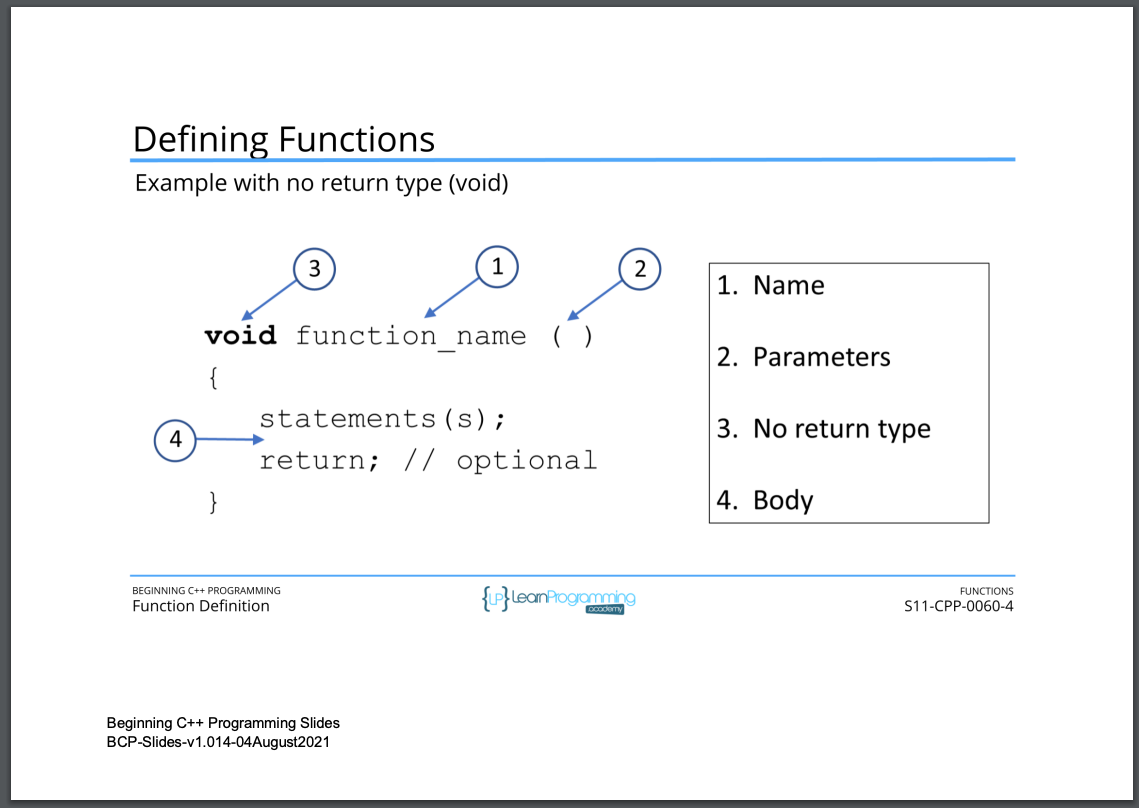 Defining Functions
Example with no return type (void)
3
1
2
void function_name ( )
{
statements(s);
4
return; // optional
}
1. Name
2. Parameters
3. No return type
4. Body
BEGINNING C++ PROGRAMMING
Function Definition
{LP} LearnProgramming
academy
FUNCTIONS
S11-CPP-0060-4
Beginning C++ Programming Slides
BCP-Slides-v1.014-04August2021